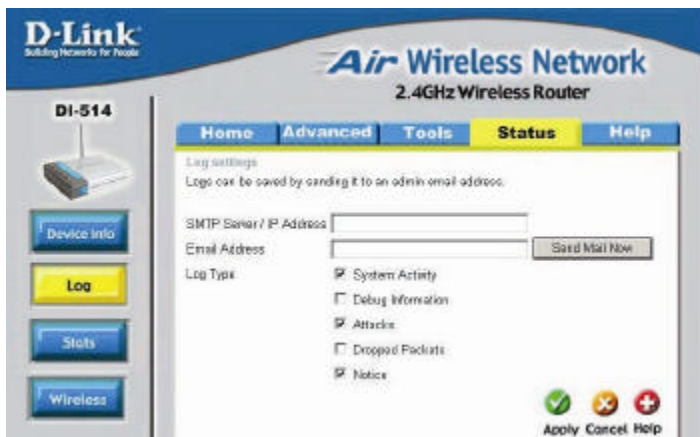 D-Link
Building Networks for People
Air Wireless Network
2.4GHz Wireless Router
DI-514
Home Advanced Tools Status Help
Log settings
Logs can be saved by sending it to an admin email address.
SMTP Server / IP Address
Device Info
Email Address Send Mail Now
Log Type System Activity
Log
Debug Information
Attacks
Stats
Dropped Packets
Notice
Wireless
Apply Cancel Help